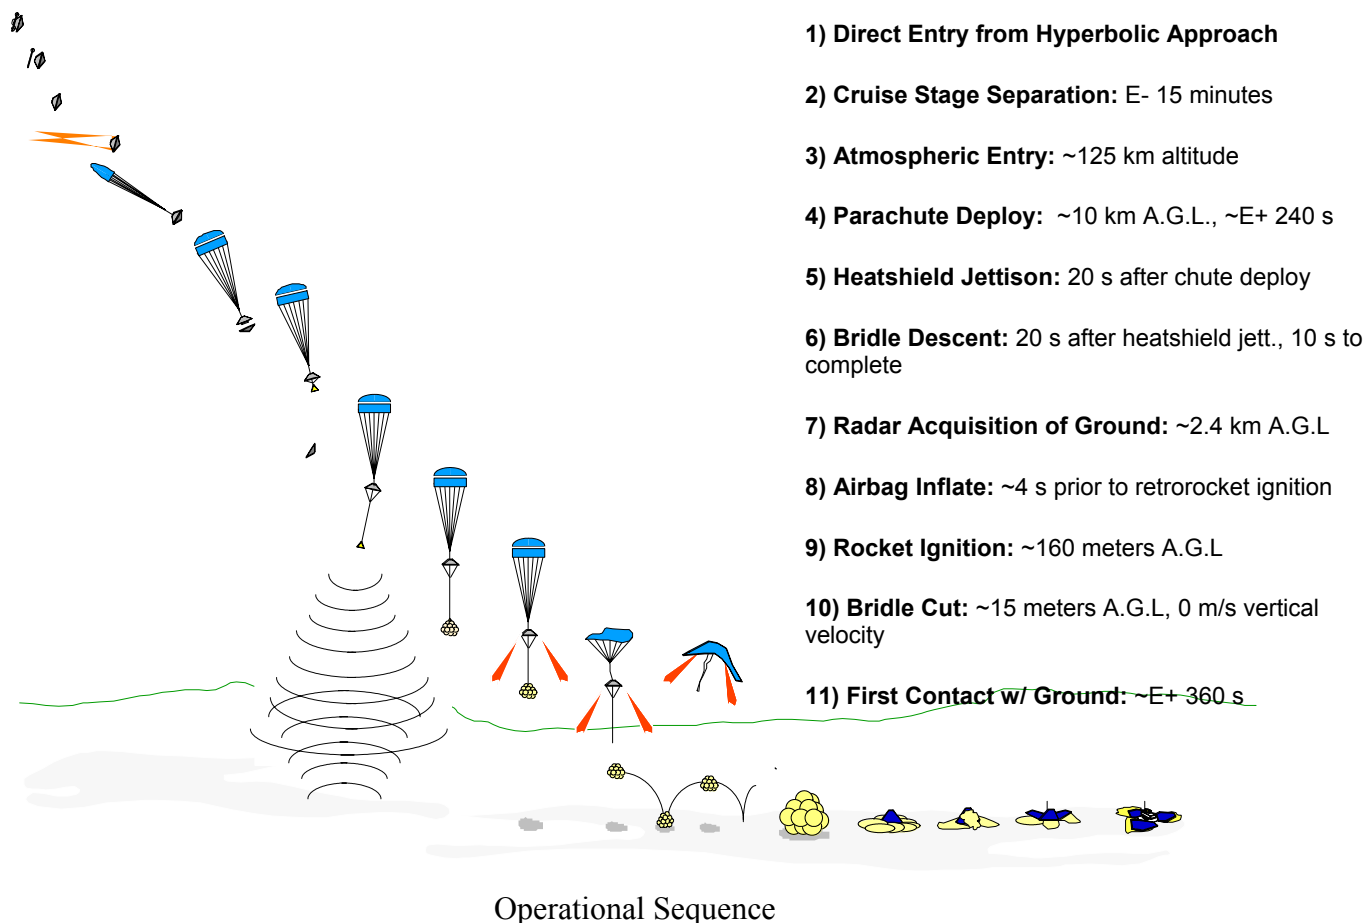 1) Direct Entry from Hyperbolic Approach
2) Cruise Stage Separation: E- 15 minutes
3) Atmospheric Entry: ~125 km altitude
4) Parachute Deploy: ~10 km A.G.L., ~E+ 240 s
5) Heatshield Jettison: 20 s after chute deploy
6) Bridle Descent: 20 s after heatshield jett., 10 s to
complete
7) Radar Acquisition of Ground: ~2.4 km A.G.L
8) Airbag Inflate: ~4 s prior to retrorocket ignition
9) Rocket Ignition: ~160 meters A.G.L
10) Bridle Cut: ~15 meters A.G.L, 0 m/s vertical
velocity
11) First Contact w/ Ground: ~E+ 360 s
Operational Sequence